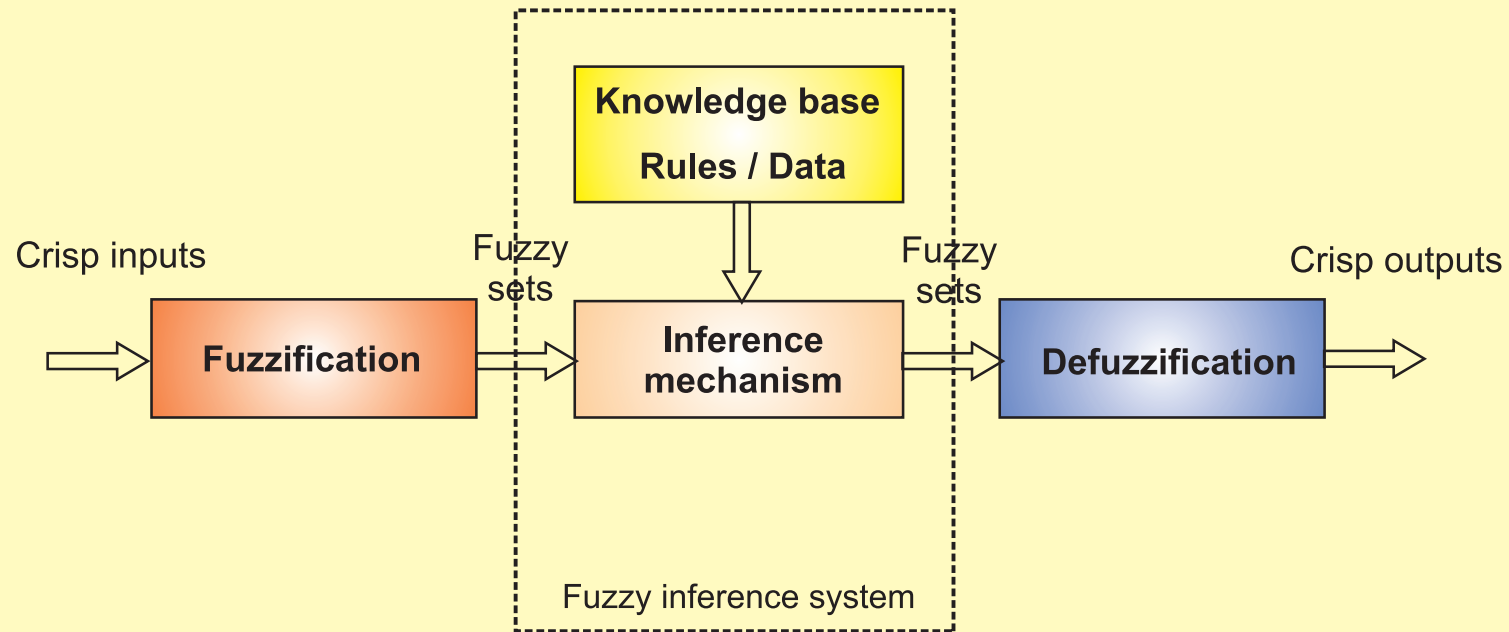 Knowledge base
Rules / Data
Crisp inputs
Fuzzy
sets
Fuzzy
sets
Crisp outputs
Fuzzification
Inference
mechanism
Defuzzification
Fuzzy inference system